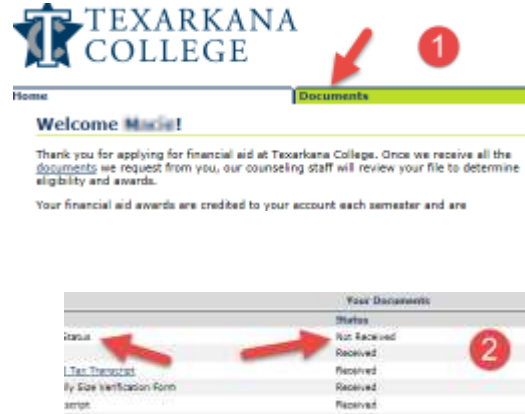 TEXARKANA
COLLEGE
1
Home
Documents
Welcome !
Thank you for applying for financial aid at Texarkana College. Once we receive all the
documents we request from you, our counseling staff will review your file to determine
eligibility and awards.
Your financial aid awards are credited to your account each semester and are
Your Documents
Status
Status Not Received
Received
2
l Tax Transcript Received
ly Size Verification Form Received
script Received